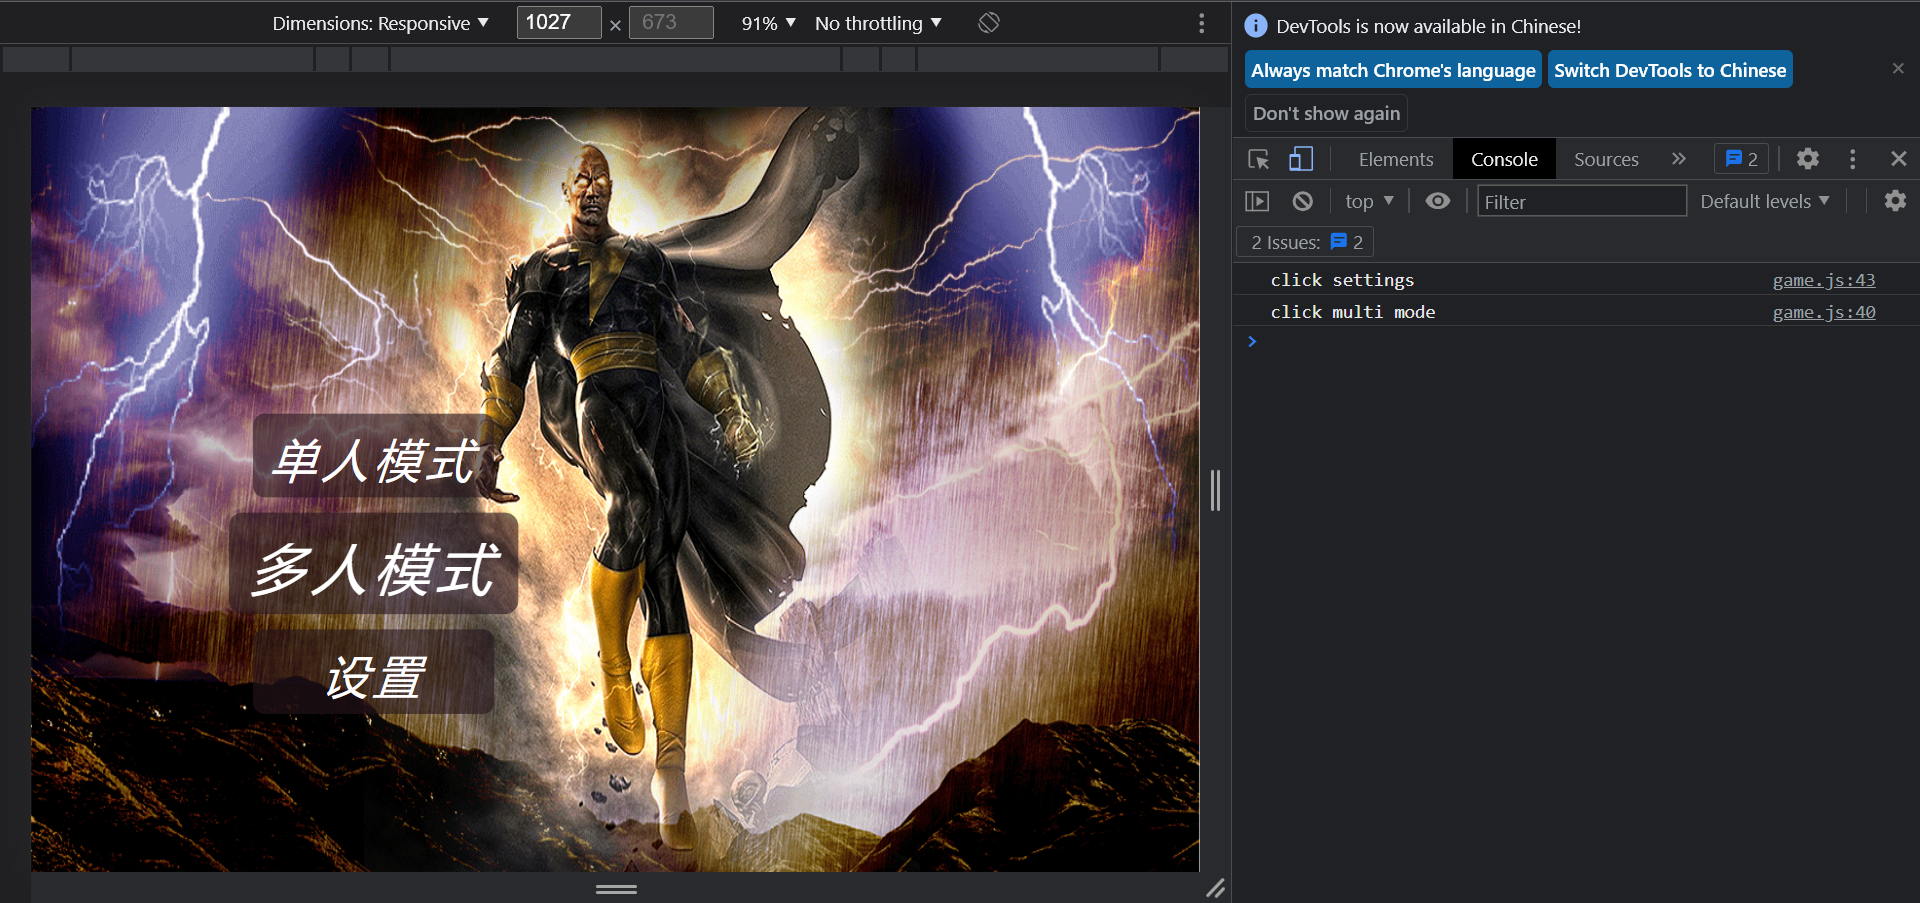 Dimensions: Responsive ▼ 1027 × 673 91% ▼ No throttling ▼
单人模式
多人模式
设置
DevTools is now available in Chinese!
Always match Chrome's language Switch DevTools to Chinese
Don't show again
Elements Console Sources » 2
top ▼ Filter Default levels ▼
2 Issues: 2
click settings game.js:43
click multi mode game.js:40